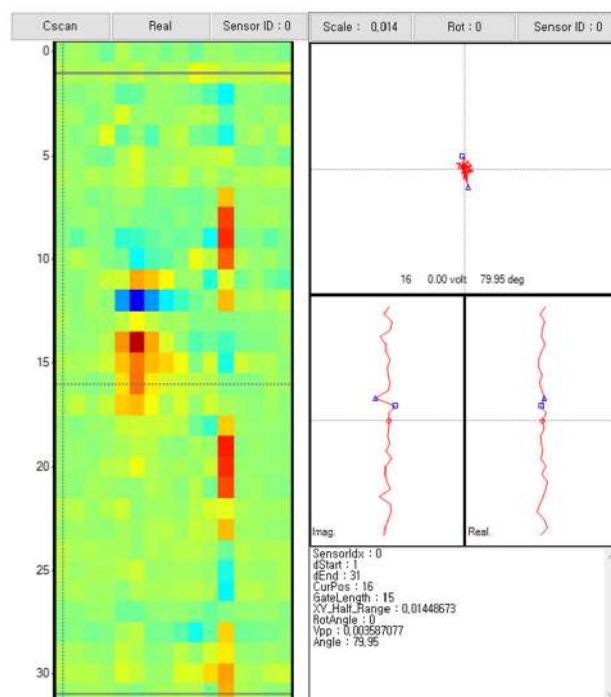 Cscan Real Sensor ID : 0
Scale : 0,014 Rot : 0 Sensor ID : 0
0
5
10
15
20
25
30
16 0.00 volt 79.95 deg
Imag. Real.
SensorIdx : 0
dStart : 1
dEnd : 31
CurPos : 16
GateLength : 15
XY_Half_Range : 0,01448673
RotAngle : 0
Vpp : 0,003587077
Angle : 79,95